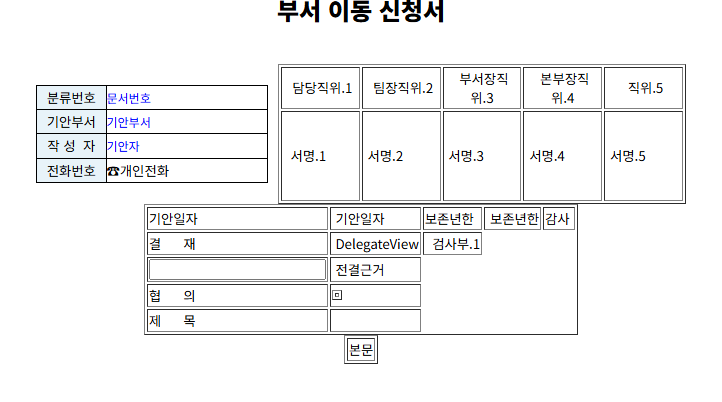 부서 이동 신청서
담당직위.1 팀장직위.2 부서장직위.3 본부장직위.4 직위.5
서명.1 서명.2 서명.3 서명.4 서명.5
분류번호 문서번호
기안부서 기안부서
작 성 자 기안자
전화번호 ☎개인전화
기안일자 기안일자 보존년한 보존년한 감사
결 재 DelegateView 검사부.1
전결근거
협 의 回
제 목
본문